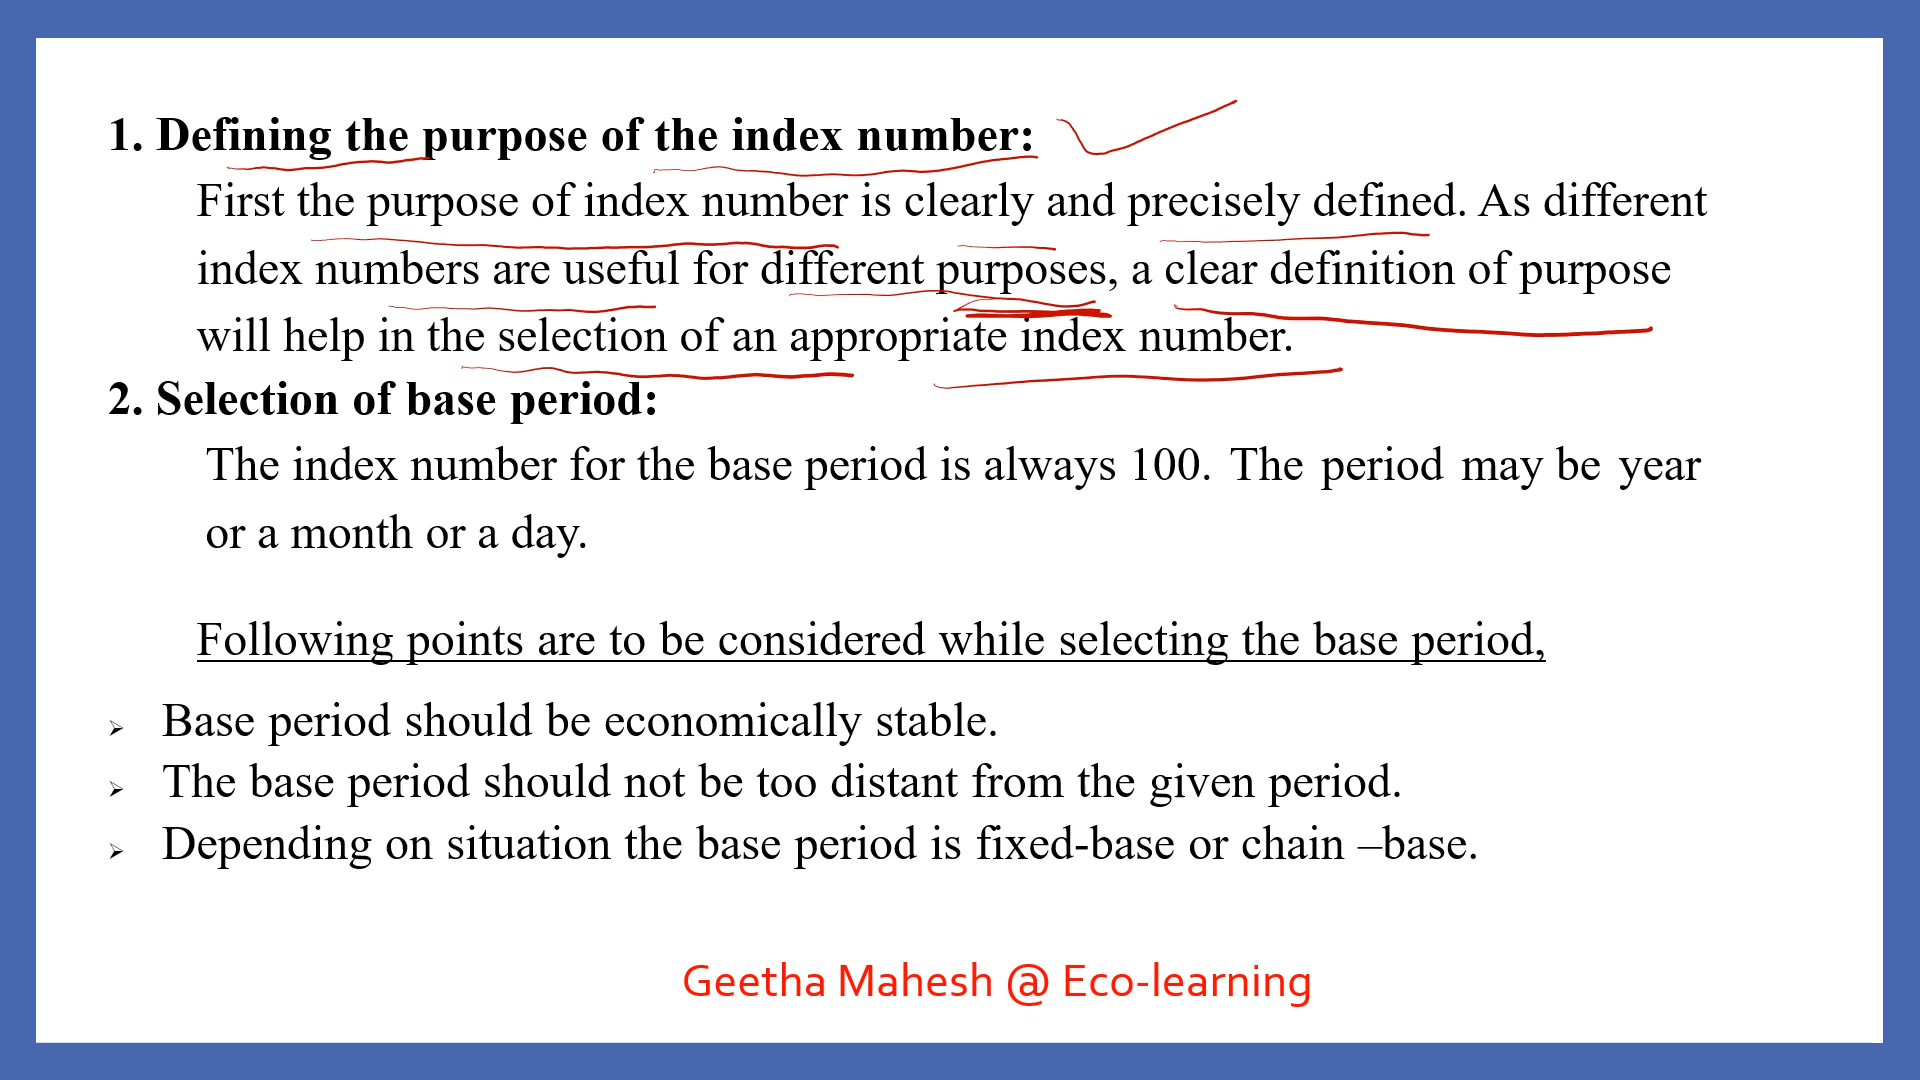 1. Defining the purpose of the index number:
First the purpose of index number is clearly and precisely defined. As different
index numbers are useful for different purposes, a clear definition of purpose
will help in the selection of an appropriate index number.
2. Selection of base period:
The index number for the base period is always 100. The period may be year
or a month or a day.
Following points are to be considered while selecting the base period,
➢ Base period should be economically stable.
➢ The base period should not be too distant from the given period.
➢ Depending on situation the base period is fixed-base or chain –base.
Geetha Mahesh @ Eco-learning